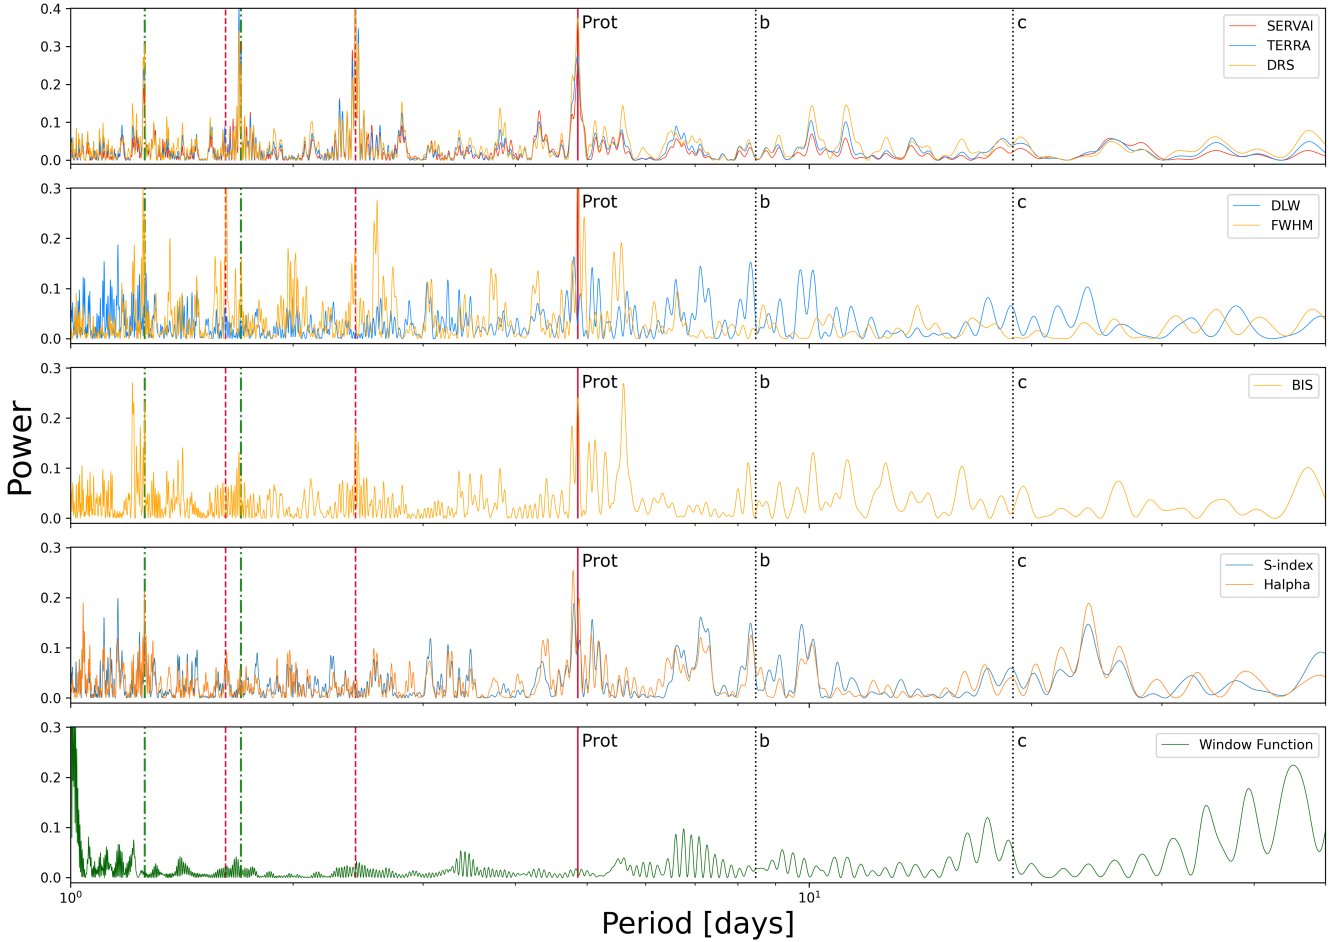 0.4
0.3
0.2
0.1
0.0
Prot
b
c
SERVAl
TERRA
DRS
0.3
0.2
0.1
0.0
Prot
b
c
DLW
FWHM
0.3
0.2
0.1
0.0
Prot
b
c
BIS
Power
0.3
0.2
0.1
0.0
Prot
b
c
S-index
Halpha
0.3
0.2
0.1
0.0
Prot
b
c
Window Function
10⁰
10¹
Period [days]